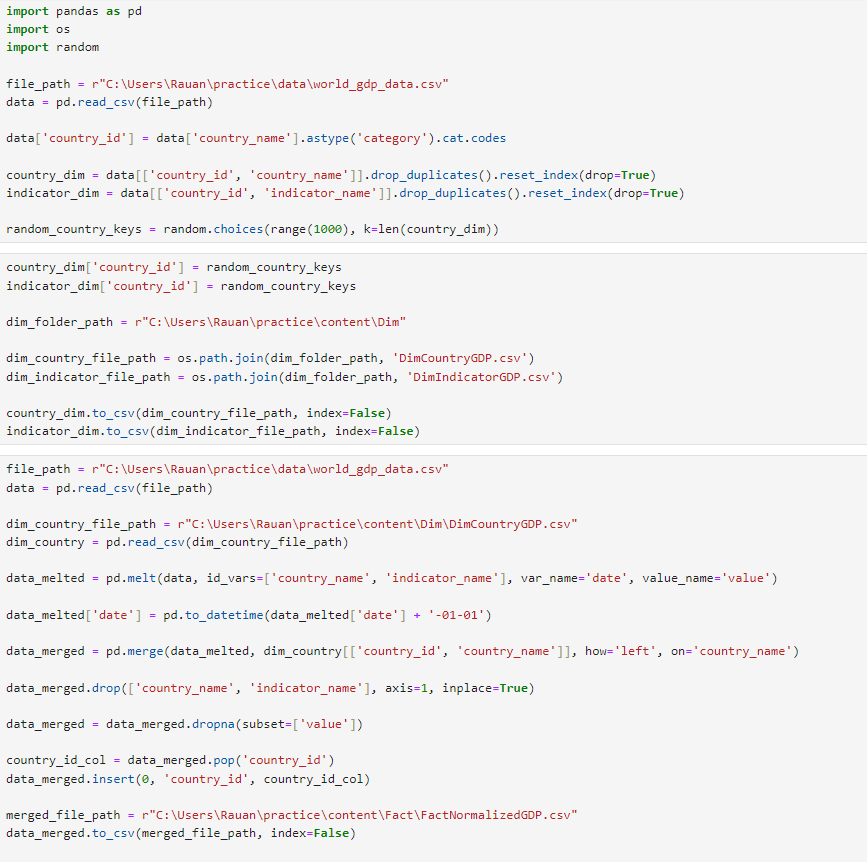 import pandas as pd
import os
import random
file_path = r"C:\Users\Rauan\practice\data\world_gdp_data.csv"
data = pd.read_csv(file_path)
data['country_id'] = data['country_name'].astype('category').cat.codes
country_dim = data[['country_id', 'country_name']].drop_duplicates().reset_index(drop=True)
indicator_dim = data[['country_id', 'indicator_name']].drop_duplicates().reset_index(drop=True)
random_country_keys = random.choices(range(1000), k=len(country_dim))
country_dim['country_id'] = random_country_keys
indicator_dim['country_id'] = random_country_keys
dim_folder_path = r"C:\Users\Rauan\practice\content\Dim"
dim_country_file_path = os.path.join(dim_folder_path, 'DimCountryGDP.csv')
dim_indicator_file_path = os.path.join(dim_folder_path, 'DimIndicatorGDP.csv')
country_dim.to_csv(dim_country_file_path, index=False)
indicator_dim.to_csv(dim_indicator_file_path, index=False)
file_path = r"C:\Users\Rauan\practice\data\world_gdp_data.csv"
data = pd.read_csv(file_path)
dim_country_file_path = r"C:\Users\Rauan\practice\content\Dim\DimCountryGDP.csv"
dim_country = pd.read_csv(dim_country_file_path)
data_melted = pd.melt(data, id_vars=['country_name', 'indicator_name'], var_name='date', value_name='value')
data_melted['date'] = pd.to_datetime(data_melted['date'] + '-01-01')
data_merged = pd.merge(data_melted, dim_country[['country_id', 'country_name']], how='left', on='country_name')
data_merged.drop(['country_name', 'indicator_name'], axis=1, inplace=True)
data_merged = data_merged.dropna(subset=['value'])
country_id_col = data_merged.pop('country_id')
data_merged.insert(0, 'country_id', country_id_col)
merged_file_path = r"C:\Users\Rauan\practice\content\Fact\FactNormalizedGDP.csv"
data_merged.to_csv(merged_file_path, index=False)